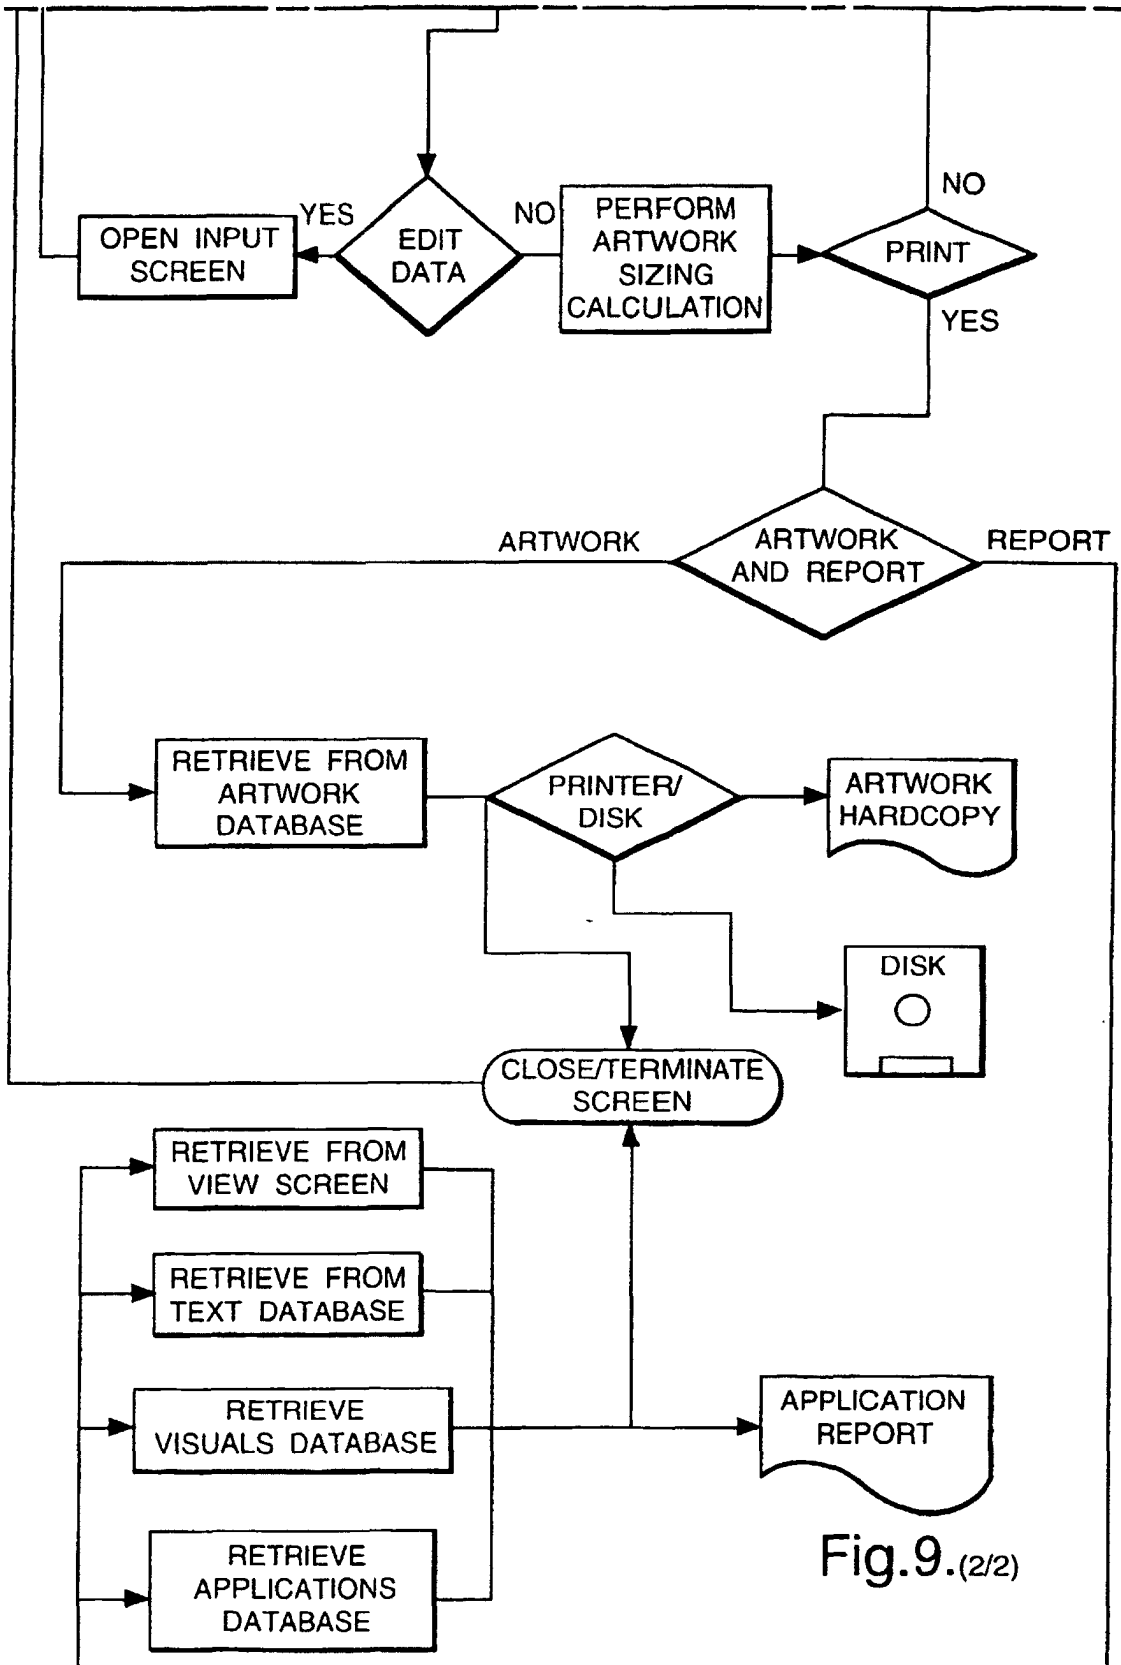 NO
YES
NO
OPEN INPUT
SCREEN
EDIT
DATA
PERFORM
ARTWORK
SIZING
CALCULATION
PRINT
YES
ARTWORK
ARTWORK
AND REPORT
REPORT
RETRIEVE FROM
ARTWORK
DATABASE
PRINTER/
DISK
ARTWORK
HARDCOPY
DISK
CLOSE/TERMINATE
SCREEN
RETRIEVE FROM
VIEW SCREEN
RETRIEVE FROM
TEXT DATABASE
RETRIEVE
VISUALS DATABASE
APPLICATION
REPORT
RETRIEVE
APPLICATIONS
DATABASE
Fig.9.(2/2)